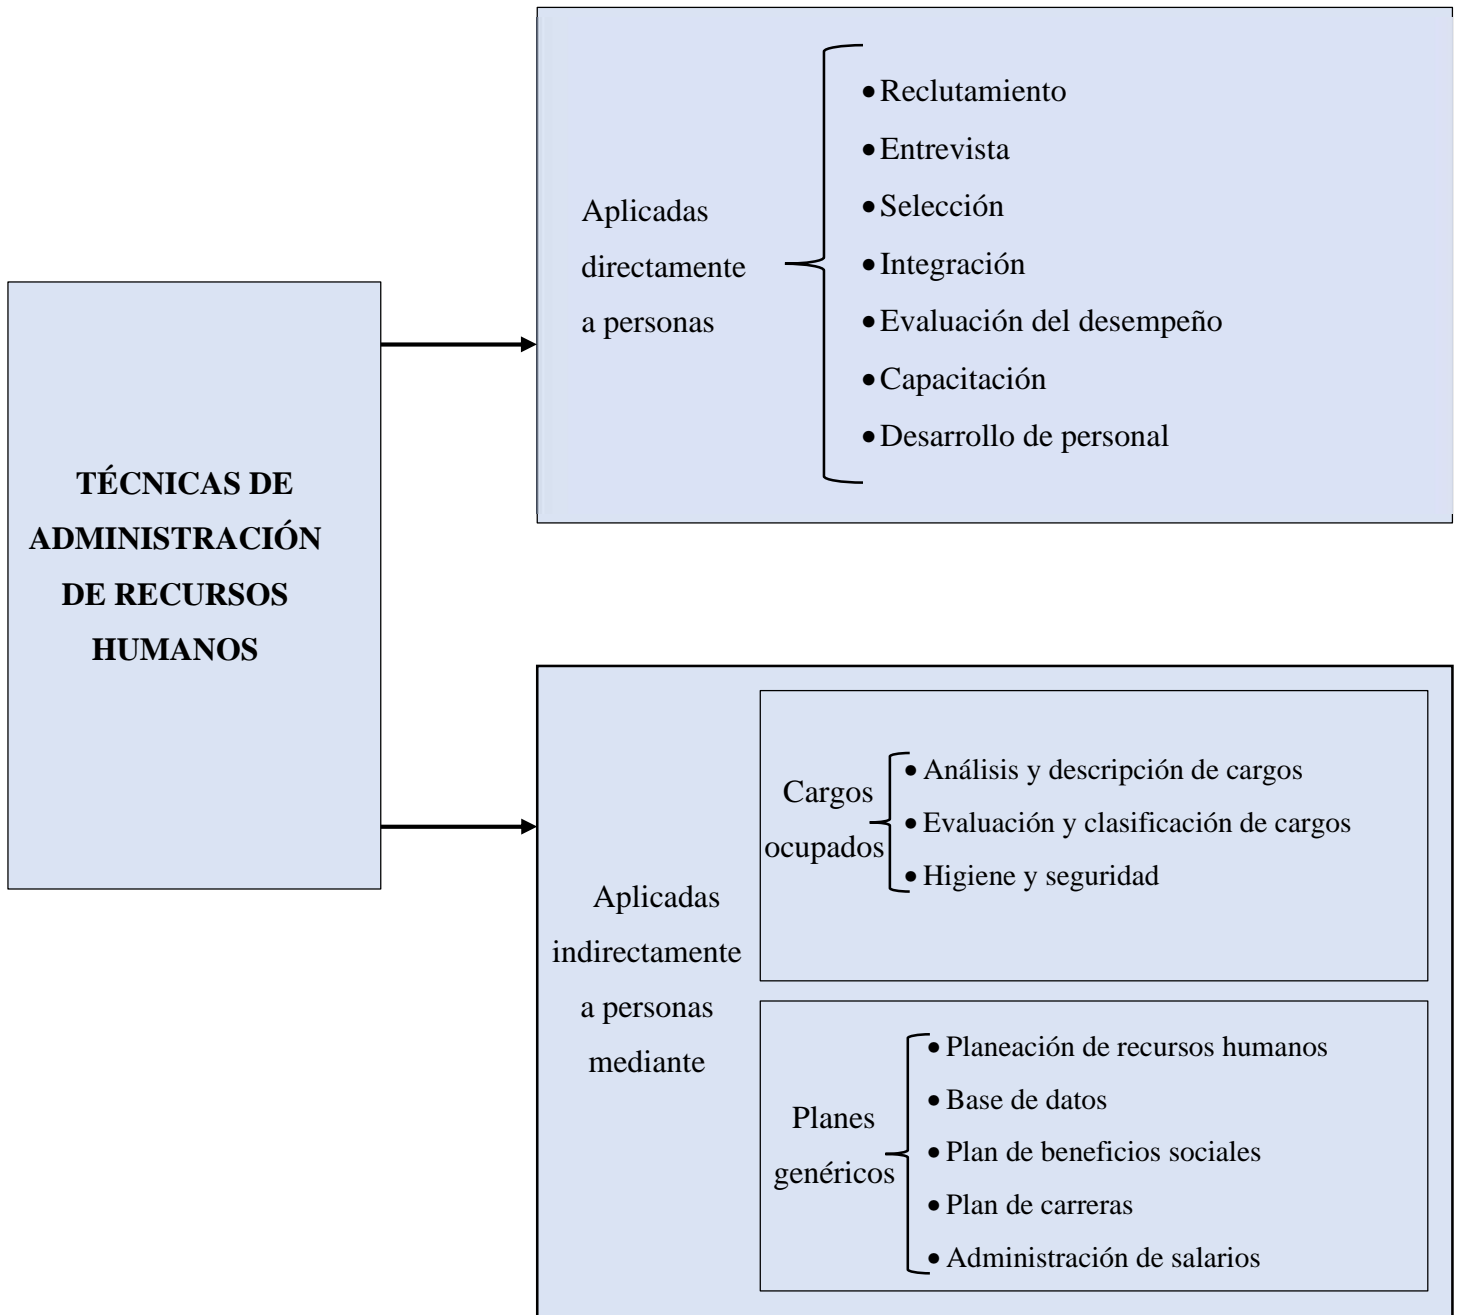 TÉCNICAS DE
ADMINISTRACIÓN
DE RECURSOS
HUMANOS
Aplicadas
directamente
a personas
• Reclutamiento
• Entrevista
• Selección
• Integración
• Evaluación del desempeño
• Capacitación
• Desarrollo de personal
Aplicadas
indirectamente
a personas
mediante
Cargos
ocupados
• Análisis y descripción de cargos
• Evaluación y clasificación de cargos
• Higiene y seguridad
Planes
genéricos
• Planeación de recursos humanos
• Base de datos
• Plan de beneficios sociales
• Plan de carreras
• Administración de salarios